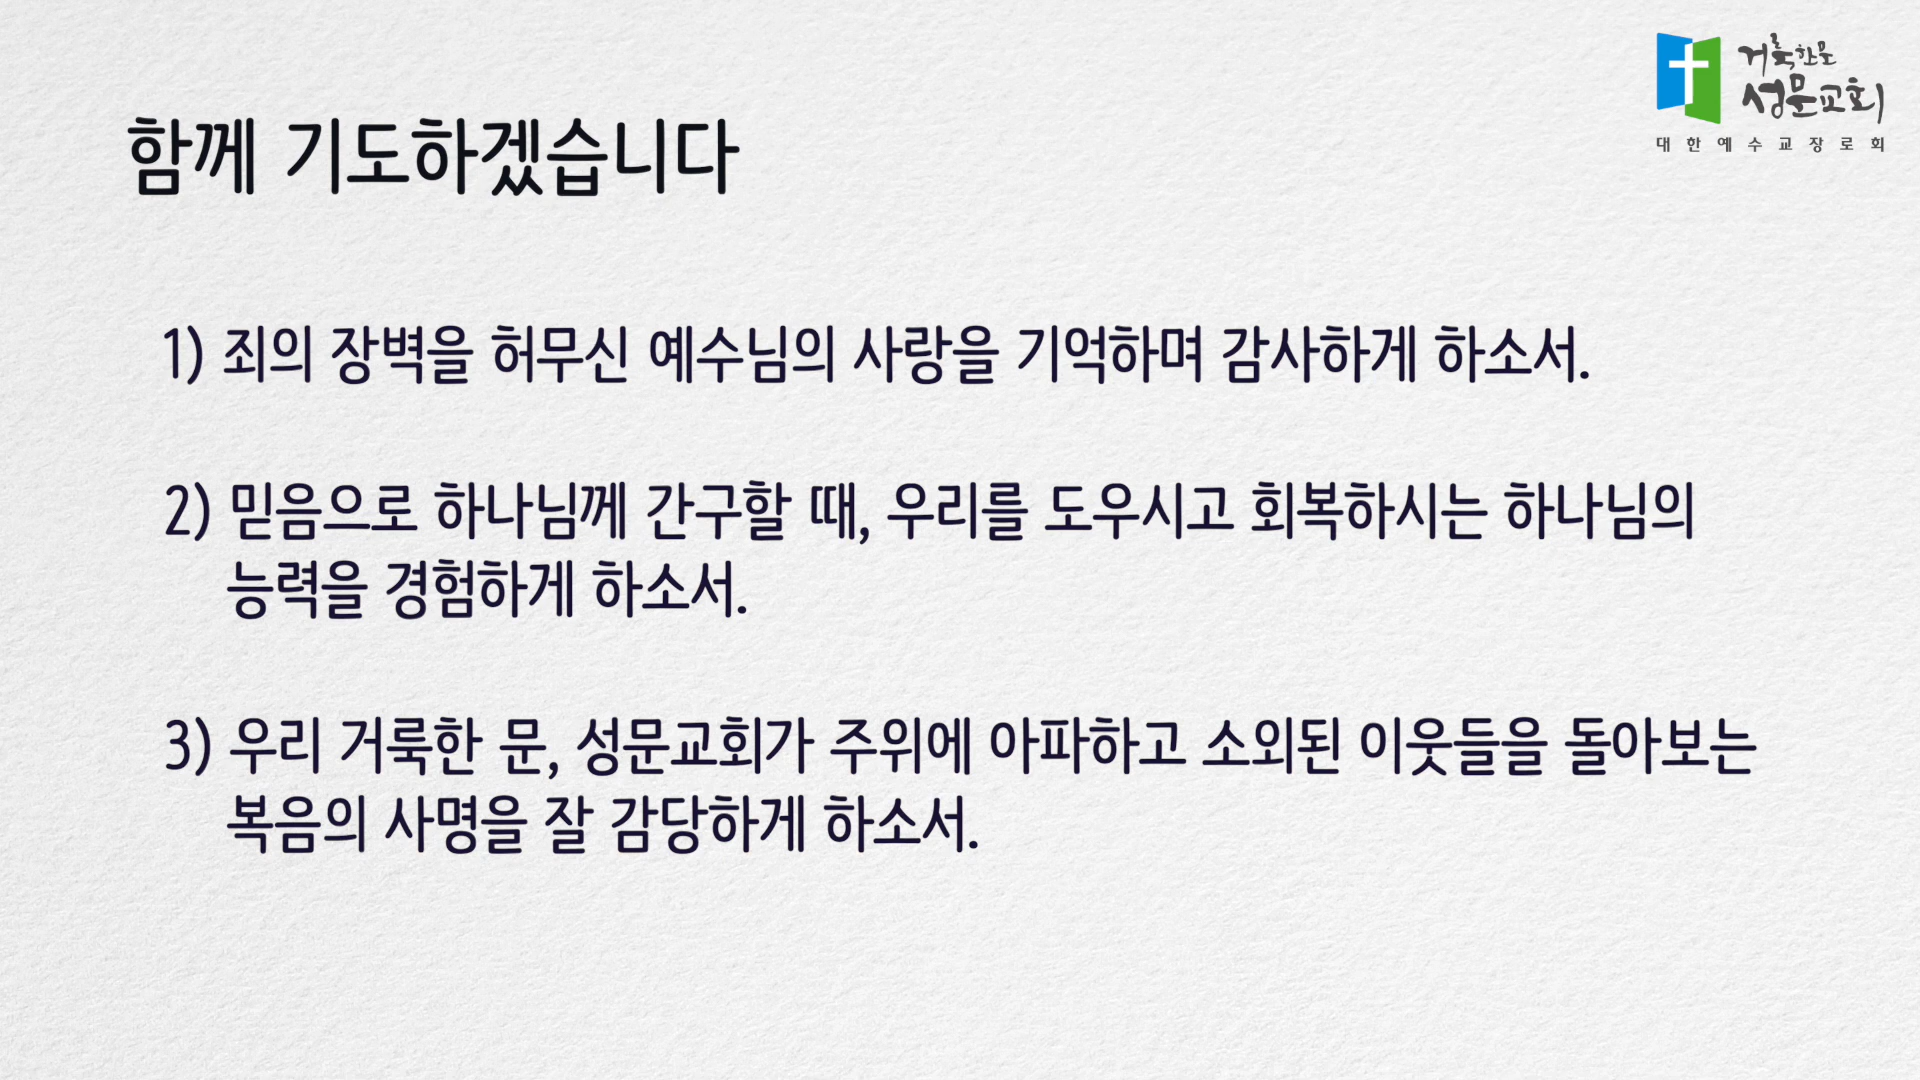 거룩한문
성문교회
대한예수교장로회
함께 기도하겠습니다
1) 죄의 장벽을 허무신 예수님의 사랑을 기억하며 감사하게 하소서.
2) 믿음으로 하나님께 간구할 때, 우리를 도우시고 회복하시는 하나님의
능력을 경험하게 하소서.
3) 우리 거룩한 문, 성문교회가 주위에 아파하고 소외된 이웃들을 돌아보는
복음의 사명을 잘 감당하게 하소서.